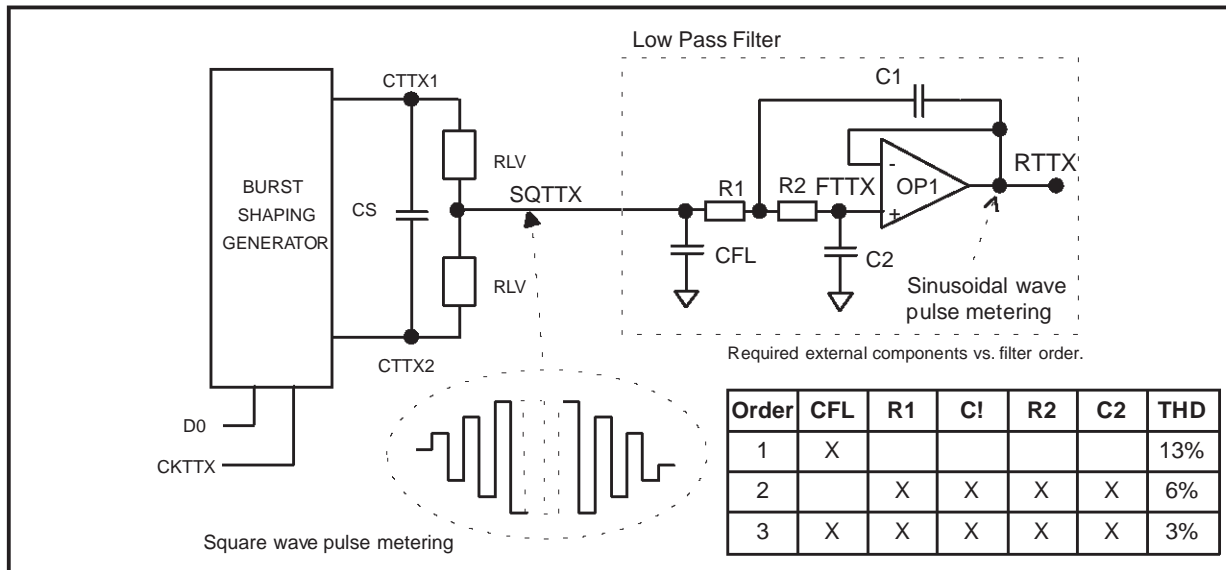 Low Pass Filter
C1
CTTX1
RLV
BURST
SHAPING
GENERATOR
CS
SQTTX
R1
R2
FTTX
-
OP1
+
RTTX
CFL
C2
RLV
Sinusoidal wave
pulse metering
CTTX2
Required external components vs. filter order.
D0
CKTTX
Square wave pulse metering
Order CFL R1 C! R2 C2 THD
1 X 13%
2 X X X X 6%
3 X X X X X 3%